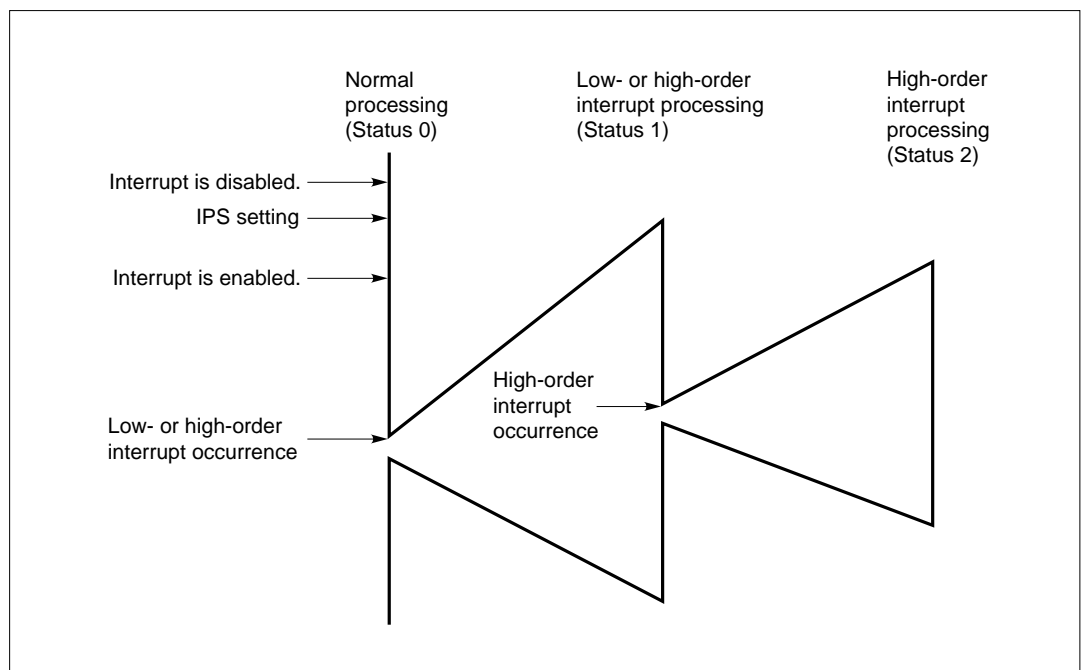 Normal
processing
(Status 0)
Low- or high-order
interrupt processing
(Status 1)
High-order
interrupt
processing
(Status 2)
Interrupt is disabled.
IPS setting
Interrupt is enabled.
High-order
interrupt
occurrence
Low- or high-order
interrupt occurrence